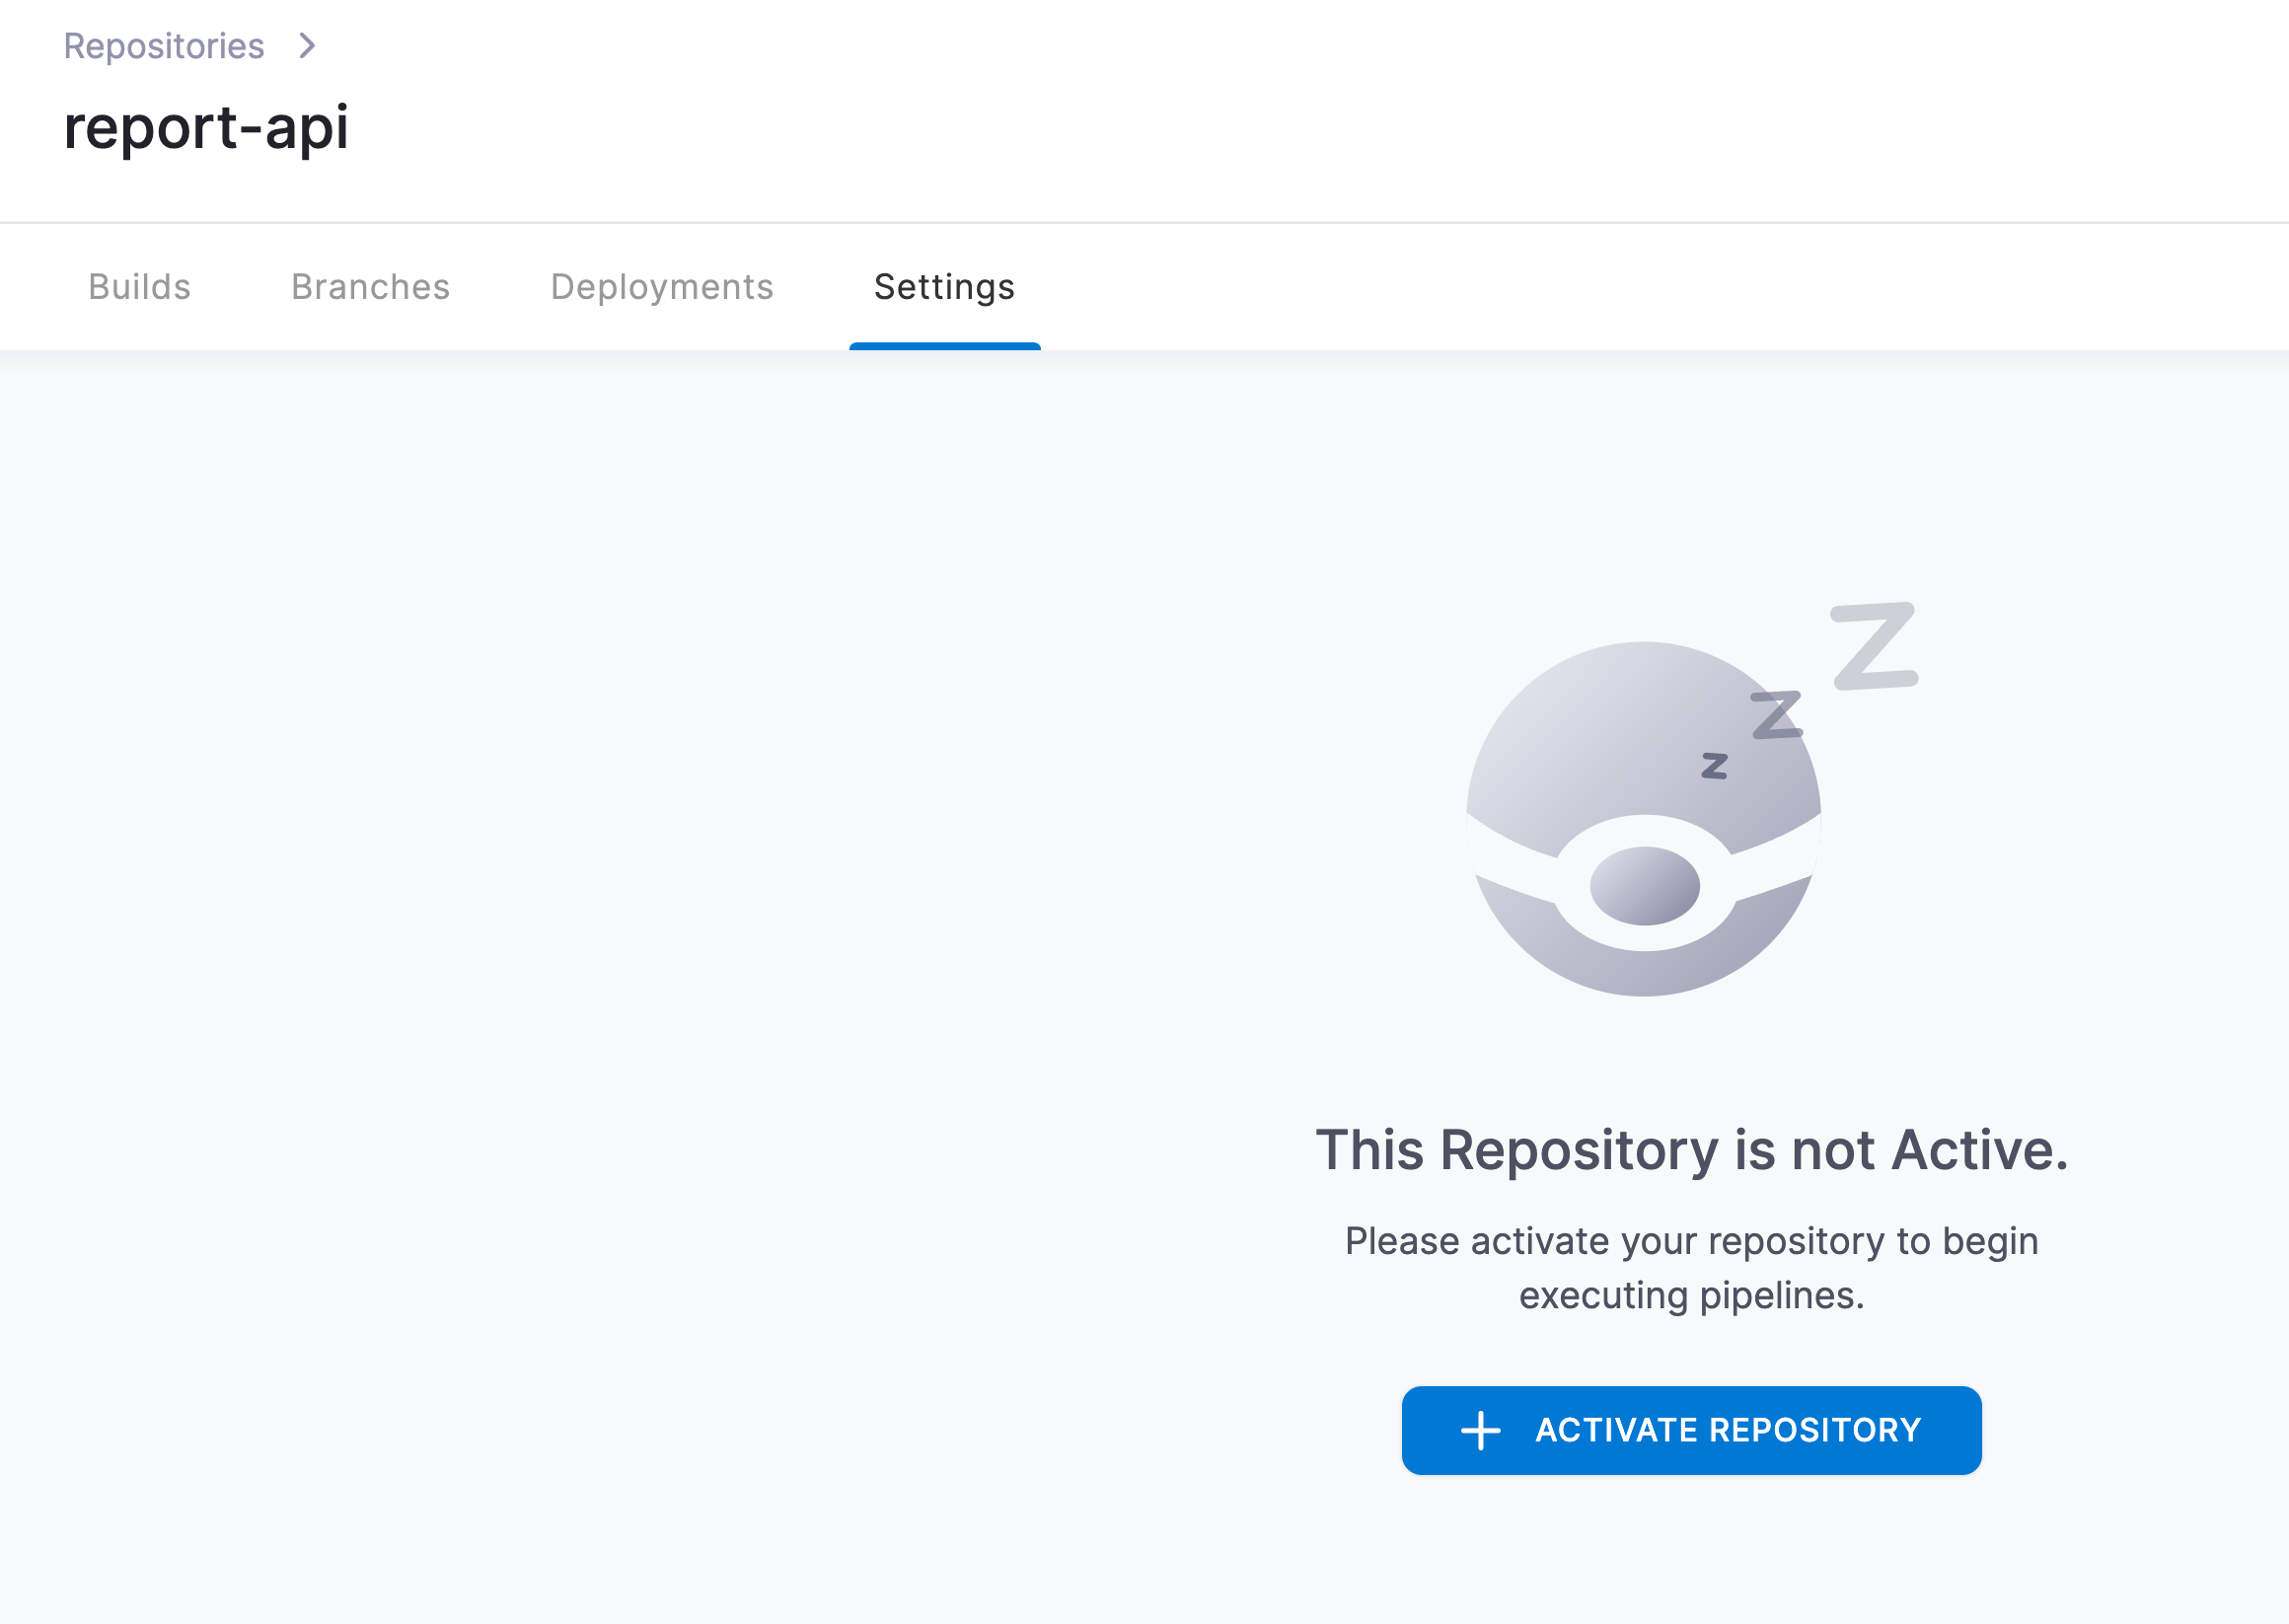 Repositories
report-api
Builds Branches Deployments Settings
z
z
z
This Repository is not Active.
Please activate your repository to begin
executing pipelines.
ACTIVATE REPOSITORY